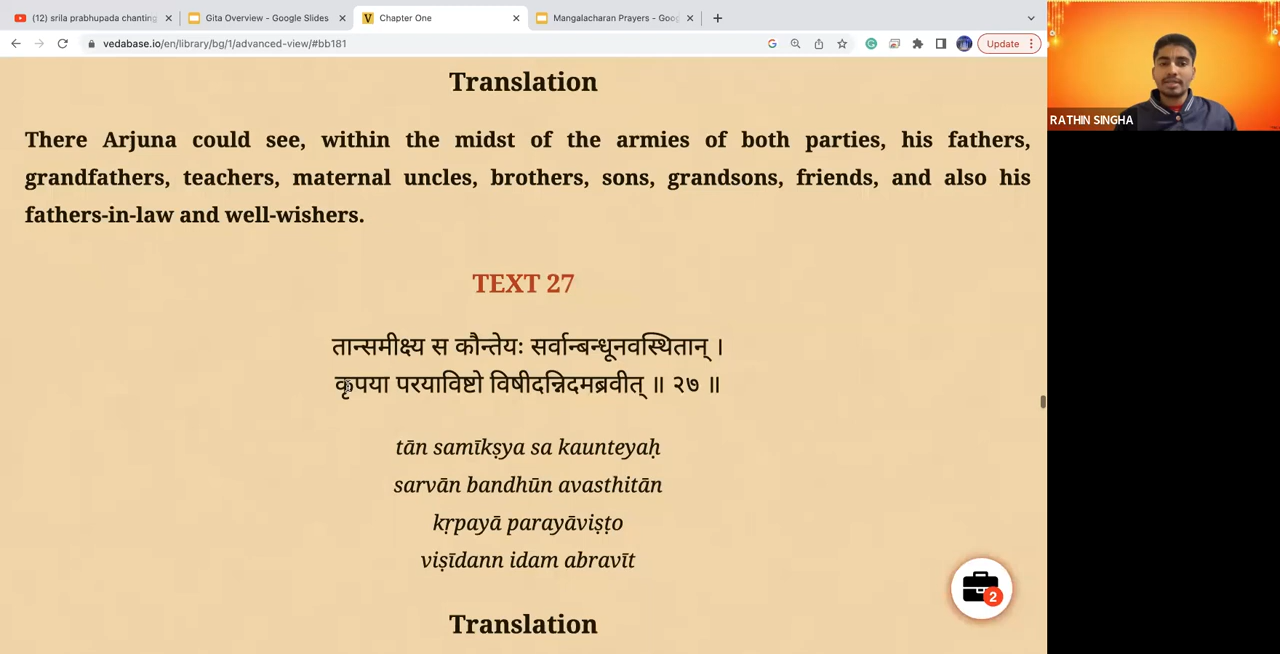 (12) srila prabhupada chanting
Gita Overview - Google Slides
Chapter One
Mangalacharan Prayers - Goo
vedabase.io/en/library/bg/1/advanced-view/#bb181
Update
RATHIN SINGHA
Translation
There Arjuna could see, within the midst of the armies of both parties, his fathers,
grandfathers, teachers, maternal uncles, brothers, sons, grandsons, friends, and also his
fathers-in-law and well-wishers.
TEXT 27
तान्समीक्ष्य स कौन्तेयः सर्वान्बन्धूनवस्थितान् ।
कृपया परयाविष्टो विषीदन्निदमब्रवीत् ॥ २७ ॥
tān samīkṣya sa kaunteyaḥ
sarvān bandhūn avasthitān
kṛpayā parayāviṣṭo
viṣīdann idam abravīt
2
Translation